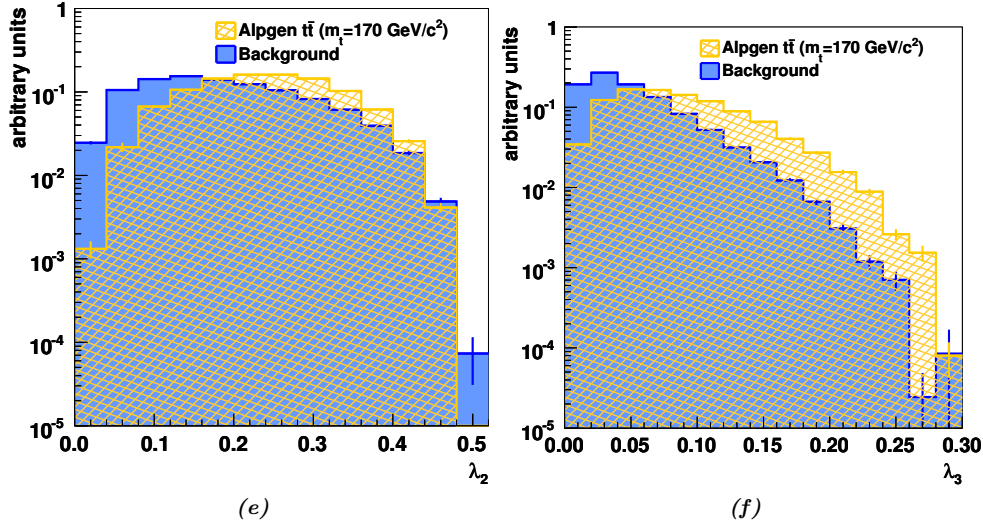 arbitrary units
1
10⁻¹
10⁻²
10⁻³
10⁻⁴
10⁻⁵
Alpgen tt̄ (mₜ=170 GeV/c²)
Background
0.0 0.1 0.2 0.3 0.4 0.5
λ₂
(e)
arbitrary units
1
10⁻¹
10⁻²
10⁻³
10⁻⁴
10⁻⁵
Alpgen tt̄ (mₜ=170 GeV/c²)
Background
0.00 0.05 0.10 0.15 0.20 0.25 0.30
λ₃
(f)